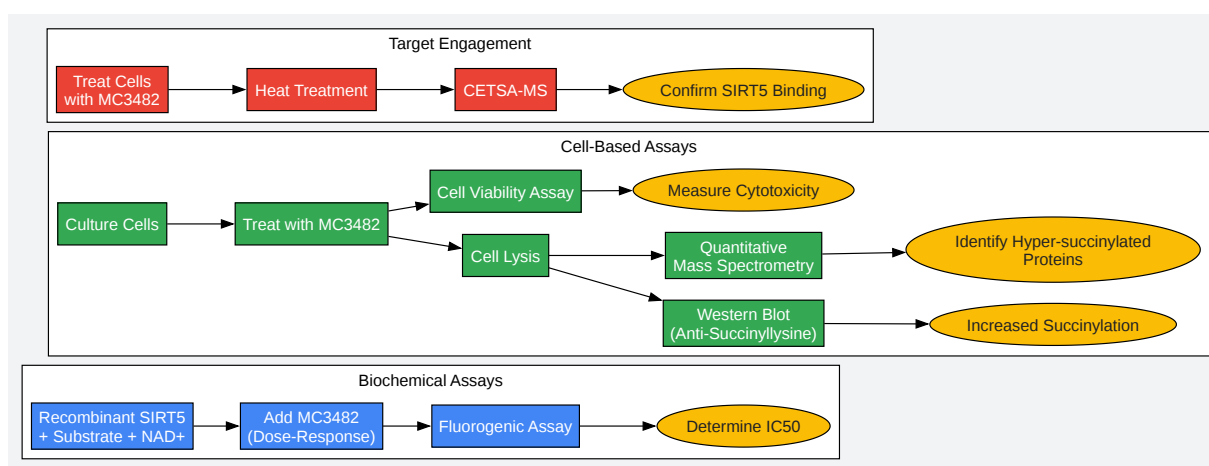 Target Engagement
Treat Cells
with MC3482
Heat Treatment
CETSA-MS
Confirm SIRT5 Binding
Cell-Based Assays
Culture Cells
Treat with MC3482
Cell Viability Assay
Measure Cytotoxicity
Cell Lysis
Quantitative
Mass Spectrometry
Identify Hyper-succinylated
Proteins
Western Blot
(Anti-Succinyllysine)
Increased Succinylation
Biochemical Assays
Recombinant SIRT5
+ Substrate + NAD+
Add MC3482
(Dose-Response)
Fluorogenic Assay
Determine IC50